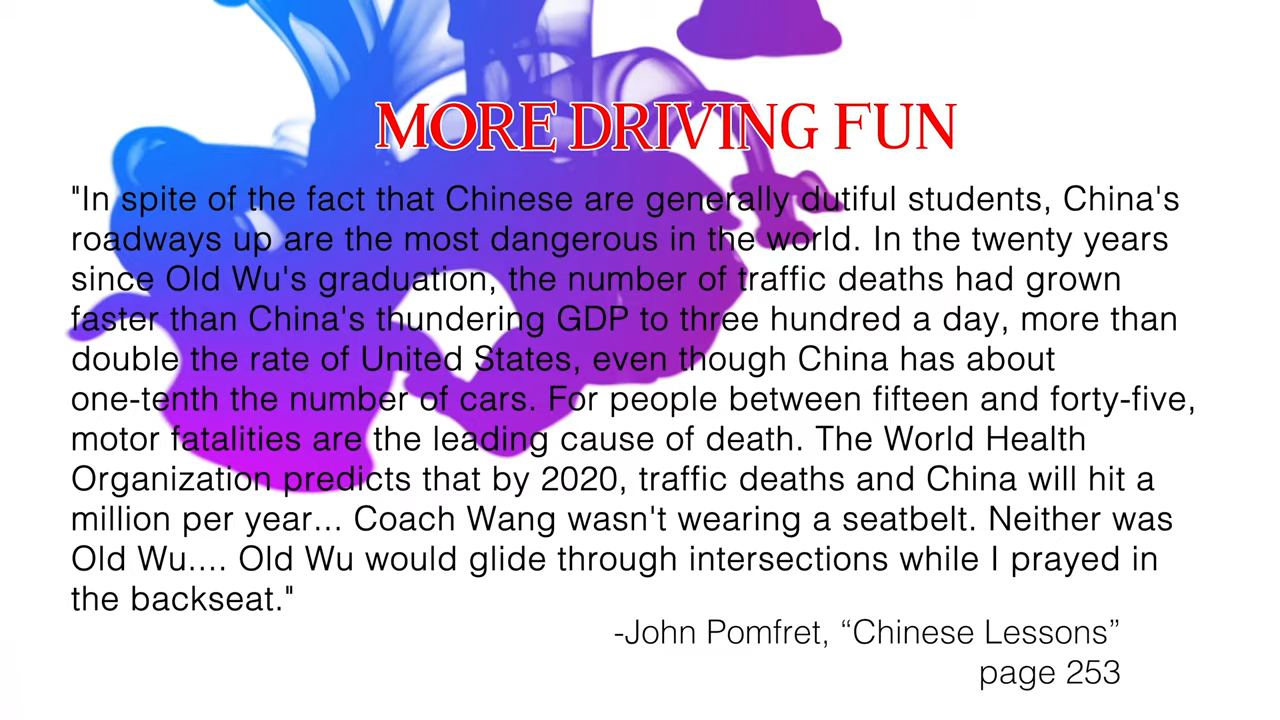 MORE DRIVING FUN
"In spite of the fact that Chinese are generally dutiful students, China's
roadways up are the most dangerous in the world. In the twenty years
since Old Wu's graduation, the number of traffic deaths had grown
faster than China's thundering GDP to three hundred a day, more than
double the rate of United States, even though China has about
one-tenth the number of cars. For people between fifteen and forty-five,
motor fatalities are the leading cause of death. The World Health
Organization predicts that by 2020, traffic deaths and China will hit a
million per year... Coach Wang wasn't wearing a seatbelt. Neither was
Old Wu.... Old Wu would glide through intersections while I prayed in
the backseat."
-John Pomfret, “Chinese Lessons”
page 253